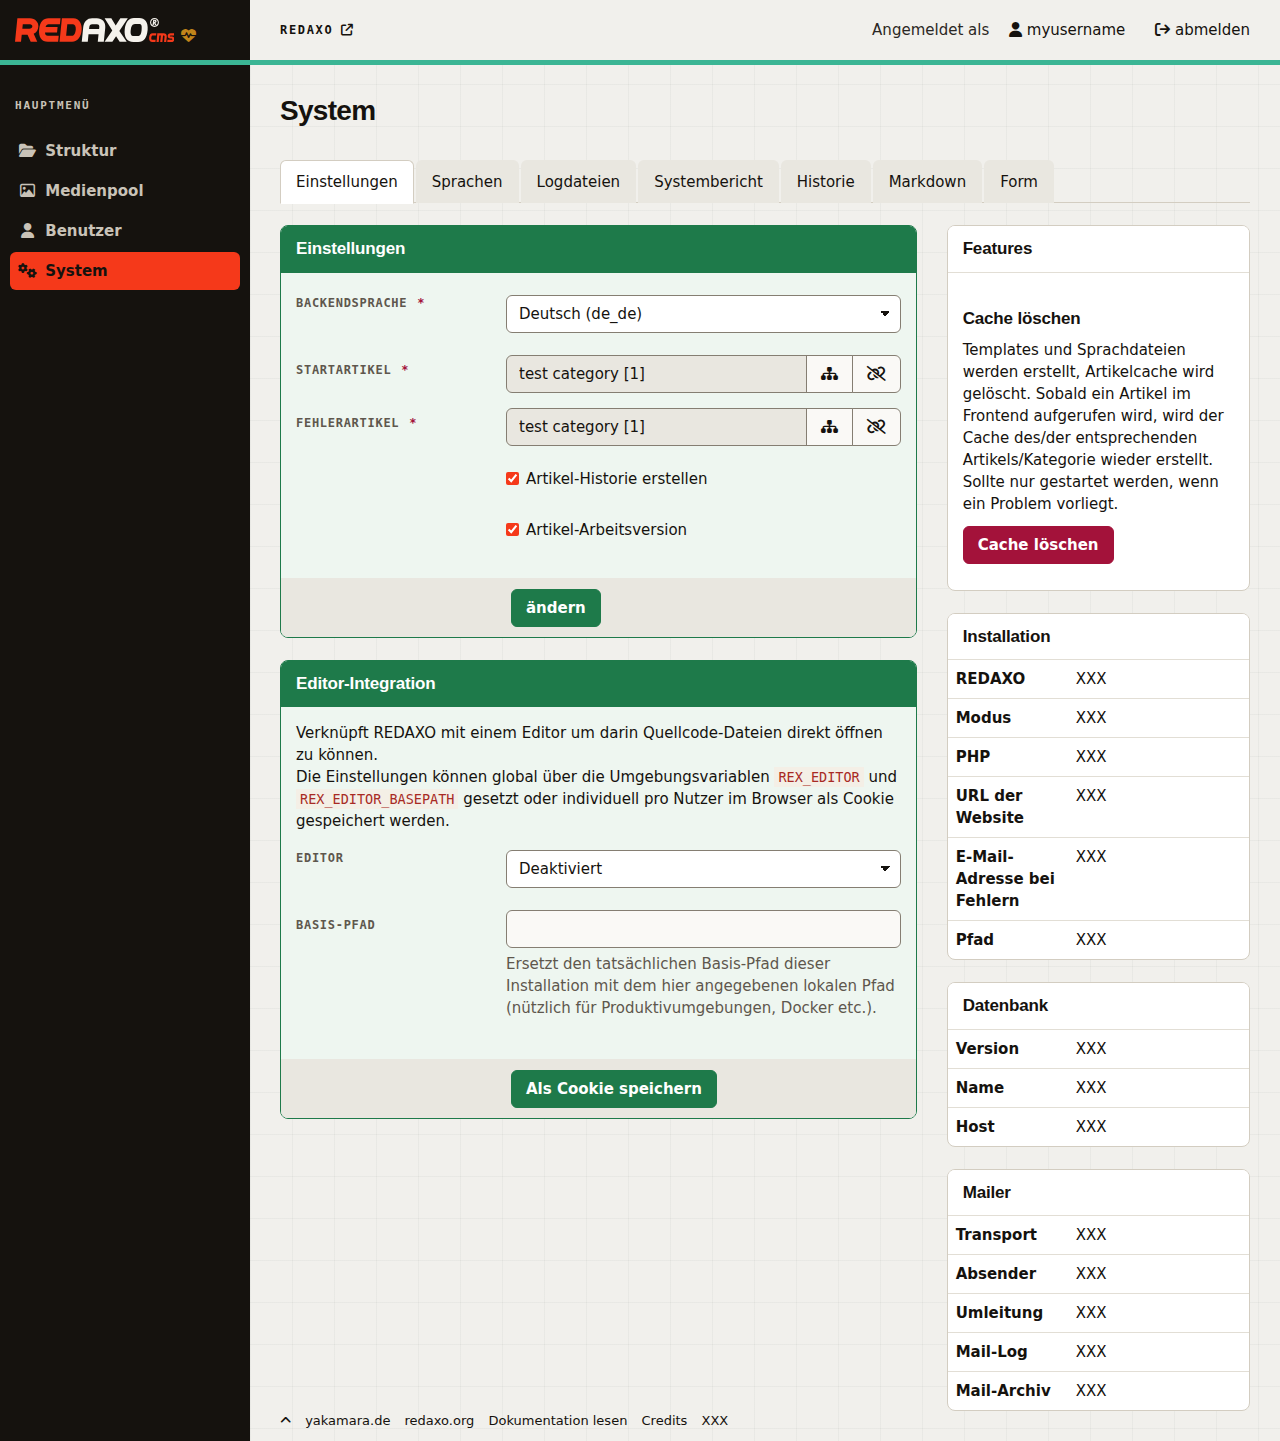 REDAXO® cms
REDAXO
Angemeldet als myusername abmelden
HAUPTMENÜ
Struktur
Medienpool
Benutzer
System
System
Einstellungen Sprachen Logdateien Systembericht Historie Markdown Form
Einstellungen
BACKENDSPRACHE *
Deutsch (de_de)
STARTARTIKEL *
test category [1]
FEHLERARTIKEL *
test category [1]
Artikel-Historie erstellen
Artikel-Arbeitsversion
ändern
Editor-Integration
Verknüpft REDAXO mit einem Editor um darin Quellcode-Dateien direkt öffnen
zu können.
Die Einstellungen können global über die Umgebungsvariablen REX_EDITOR und
REX_EDITOR_BASEPATH gesetzt oder individuell pro Nutzer im Browser als Cookie
gespeichert werden.
EDITOR
Deaktiviert
BASIS-PFAD
Ersetzt den tatsächlichen Basis-Pfad dieser
Installation mit dem hier angegebenen lokalen Pfad
(nützlich für Produktivumgebungen, Docker etc.).
Als Cookie speichern
Features
Cache löschen
Templates und Sprachdateien
werden erstellt, Artikelcache wird
gelöscht. Sobald ein Artikel im
Frontend aufgerufen wird, wird der
Cache des/der entsprechenden
Artikels/Kategorie wieder erstellt.
Sollte nur gestartet werden, wenn
ein Problem vorliegt.
Cache löschen
Installation
REDAXO XXX
Modus XXX
PHP XXX
URL der XXX
Website
E-Mail- XXX
Adresse bei
Fehlern
Pfad XXX
Datenbank
Version XXX
Name XXX
Host XXX
Mailer
Transport XXX
Absender XXX
Umleitung XXX
Mail-Log XXX
Mail-Archiv XXX
yakamara.de redaxo.org Dokumentation lesen Credits XXX